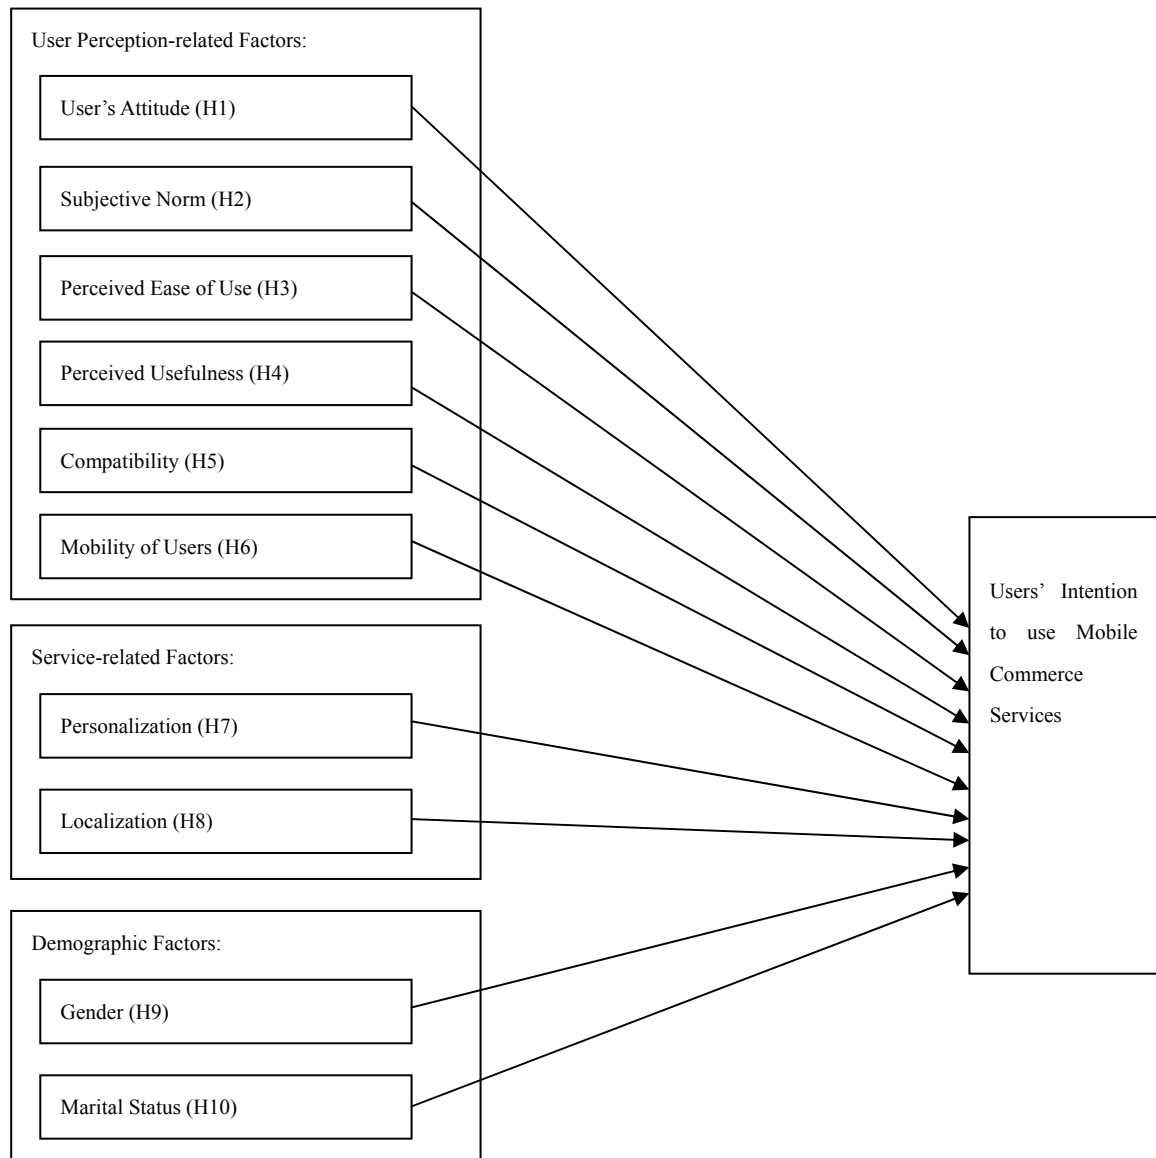 User Perception-related Factors:
User’s Attitude (H1)
Subjective Norm (H2)
Perceived Ease of Use (H3)
Perceived Usefulness (H4)
Compatibility (H5)
Mobility of Users (H6)
Service-related Factors:
Personalization (H7)
Localization (H8)
Demographic Factors:
Gender (H9)
Marital Status (H10)
Users’ Intention
to use Mobile
Commerce
Services